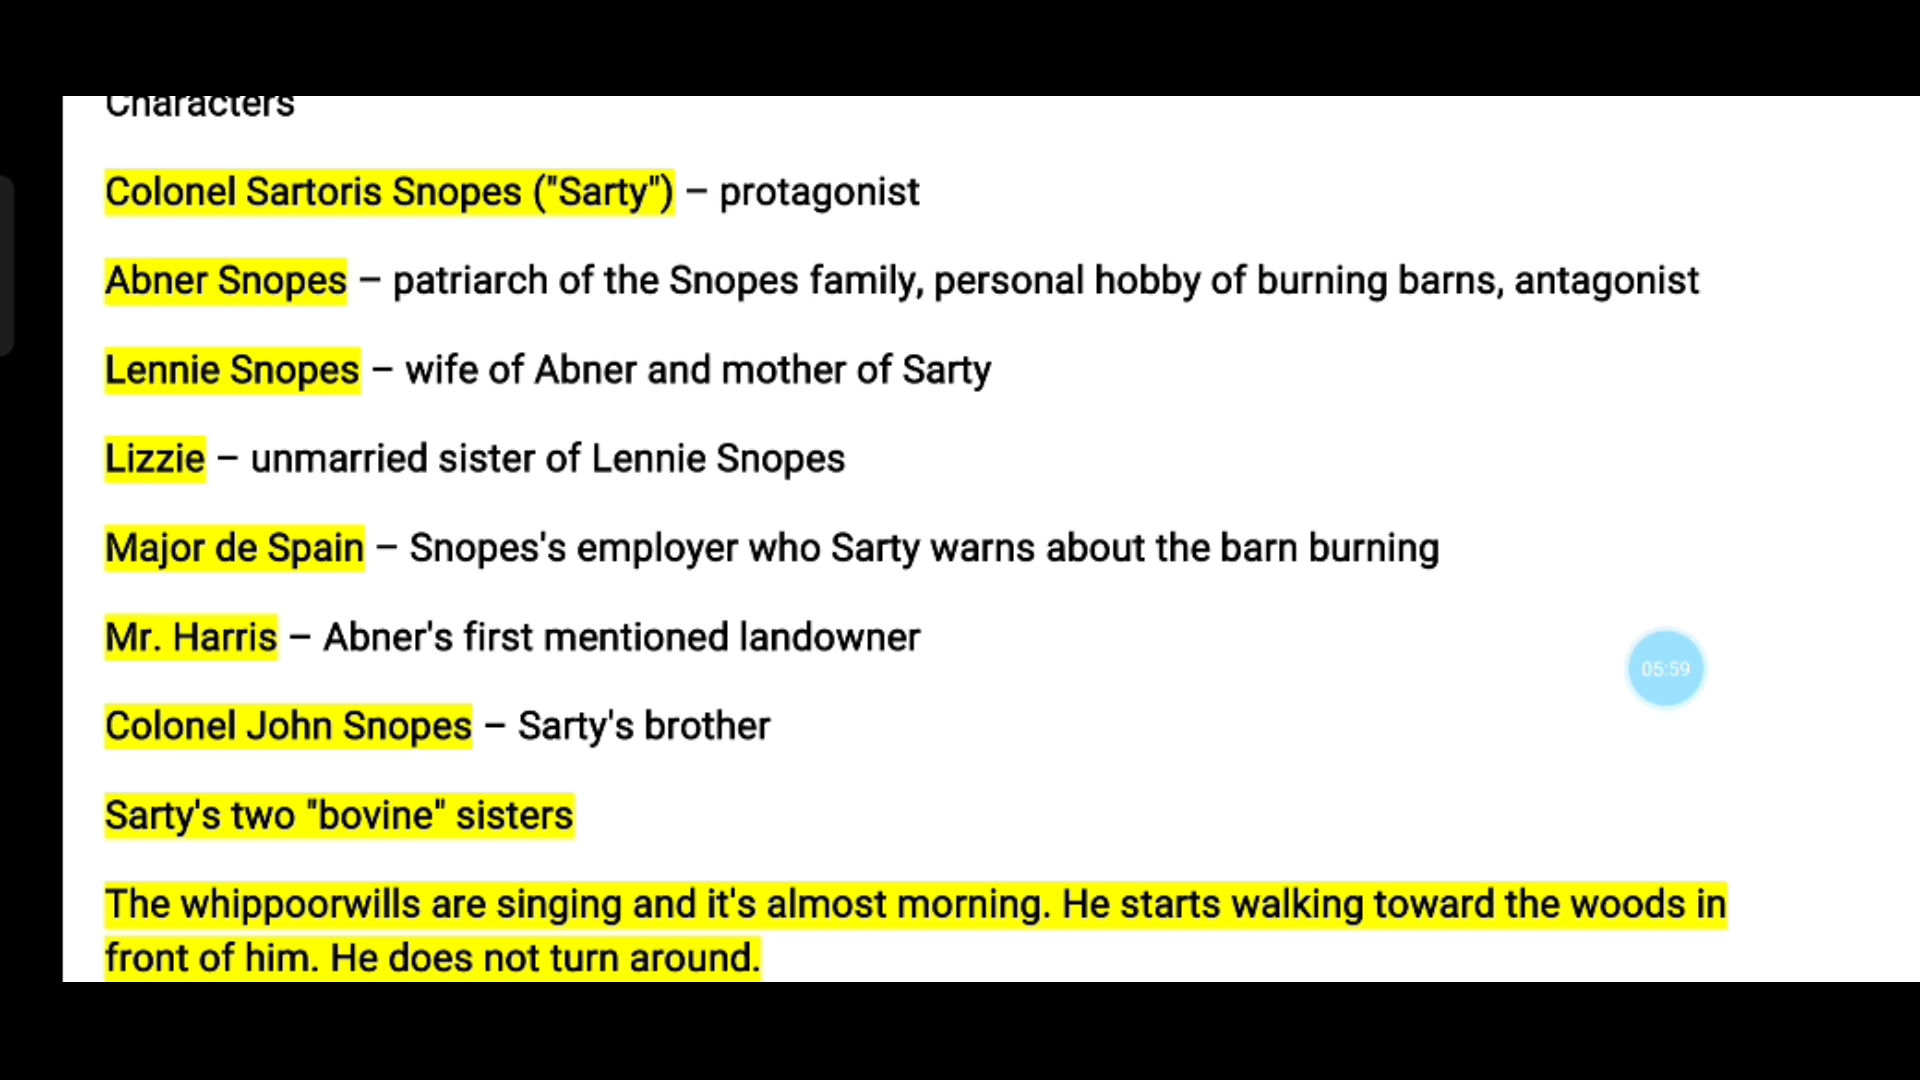 Characters
Colonel Sartoris Snopes ("Sarty") – protagonist
Abner Snopes – patriarch of the Snopes family, personal hobby of burning barns, antagonist
Lennie Snopes – wife of Abner and mother of Sarty
Lizzie – unmarried sister of Lennie Snopes
Major de Spain – Snopes's employer who Sarty warns about the barn burning
Mr. Harris – Abner's first mentioned landowner
05:59
Colonel John Snopes – Sarty's brother
Sarty's two "bovine" sisters
The whippoorwills are singing and it's almost morning. He starts walking toward the woods in
front of him. He does not turn around.